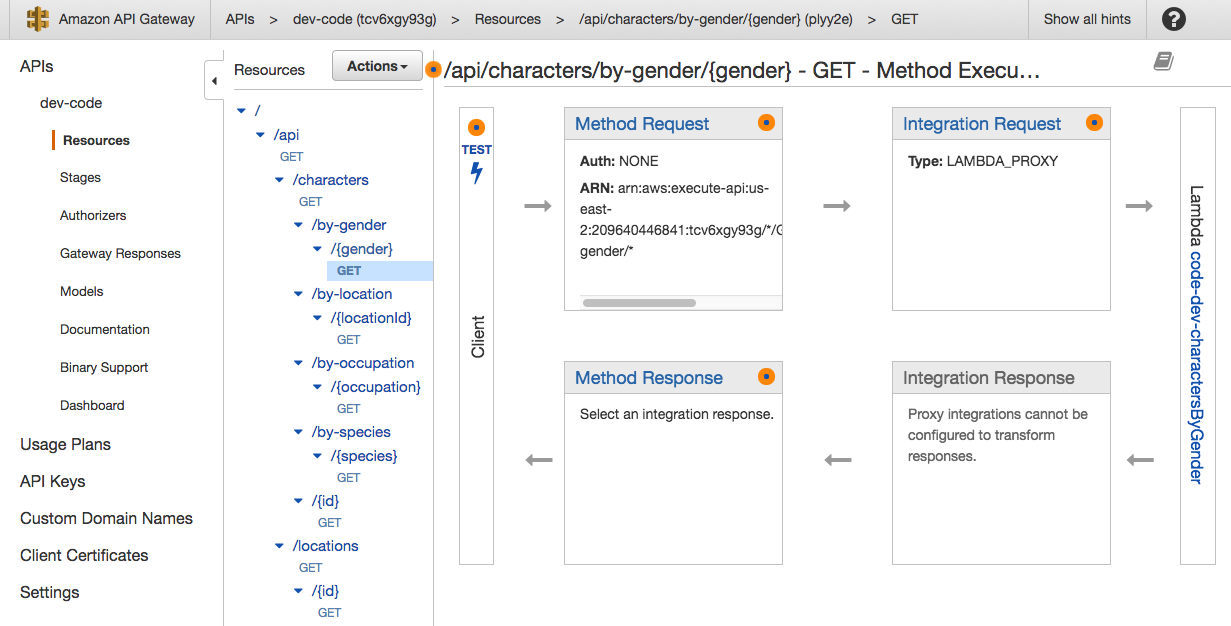 Amazon API Gateway
APIs > dev-code (tcv6xgy93g) > Resources > /api/characters/by-gender/{gender} (plyy2e) > GET
Show all hints
?
APIs
dev-code
Resources
Stages
Authorizers
Gateway Responses
Models
Documentation
Binary Support
Dashboard
Usage Plans
API Keys
Custom Domain Names
Client Certificates
Settings
Resources
Actions
/
/api
GET
/characters
GET
/by-gender
/{gender}
GET
/by-location
/{locationId}
GET
/by-occupation
/{occupation}
GET
/by-species
/{species}
GET
/{id}
GET
/locations
GET
/{id}
GET
/api/characters/by-gender/{gender} - GET - Method Execu...
TEST
Client
Method Request
Auth: NONE
ARN: arn:aws:execute-api:us-
east-
2:209640446841:tcv6xgy93g/*/G
gender/*
Integration Request
Type: LAMBDA_PROXY
Lambda code-dev-charactersByGender
Method Response
Select an integration response.
Integration Response
Proxy integrations cannot be
configured to transform
responses.